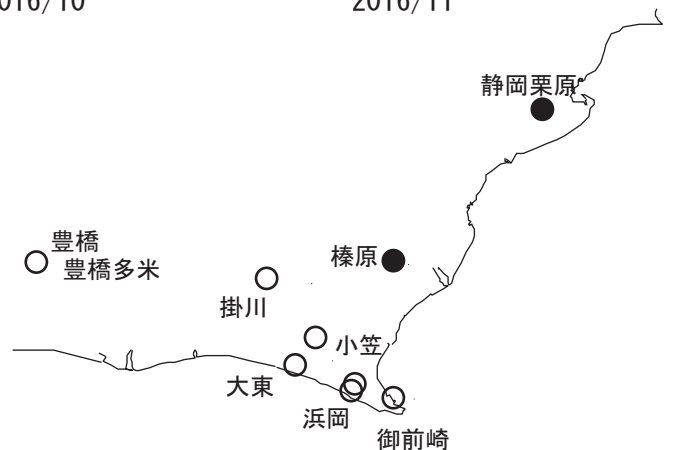 2016/10
2016/11
静岡栗原
豊橋
豊橋多米
榛原
掛川
小笠
大東
浜岡
御前崎